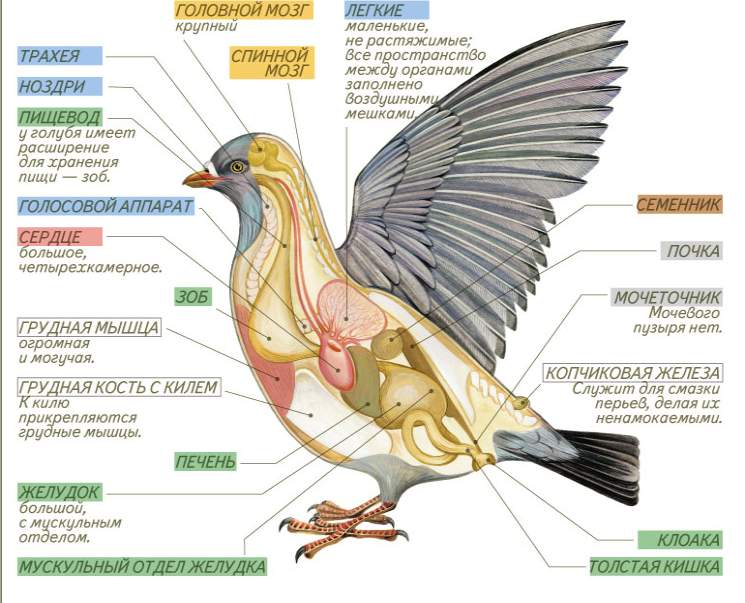 ГОЛОВНОЙ МОЗГ
крупный
СПИННОЙ
МОЗГ
ЛЕГКИЕ
маленькие,
не растяжимые;
все пространство
между органами
заполнено
воздушными
мешками.
ТРАХЕЯ
НОЗДРИ
ПИЩЕВОД
у голубя имеет
расширение
для хранения
пищи — зоб.
ГОЛОСОВОЙ АППАРАТ
СЕРДЦЕ
большое,
четырехкамерное.
ЗОБ
ГРУДНАЯ МЫШЦА
огромная
и могучая.
ГРУДНАЯ КОСТЬ С КИЛЕМ
К килю
прикрепляются
грудные мышцы.
ПЕЧЕНЬ
ЖЕЛУДОК
большой,
с мускульным
отделом.
МУСКУЛЬНЫЙ ОТДЕЛ ЖЕЛУДКА
СЕМЕННИК
ПОЧКА
МОЧЕТОЧНИК
Мочевого
пузыря нет.
КОПЧИКОВАЯ ЖЕЛЕЗА
Служит для смазки
перьев, делая их
ненамокаемыми.
КЛОАКА
ТОЛСТАЯ КИШКА